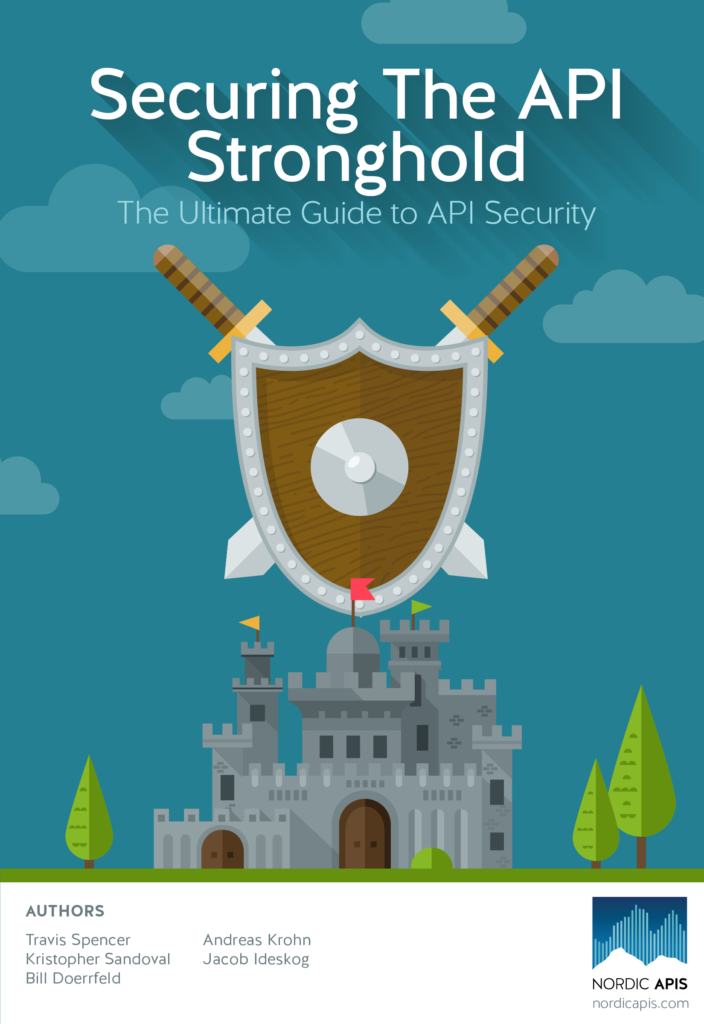 Securing The API
Stronghold
The Ultimate Guide to API Security
AUTHORS
Travis Spencer
Kristopher Sandoval
Bill Doerrfeld
Andreas Krohn
Jacob Ideskog
NORDIC APIS
nordicapis.com